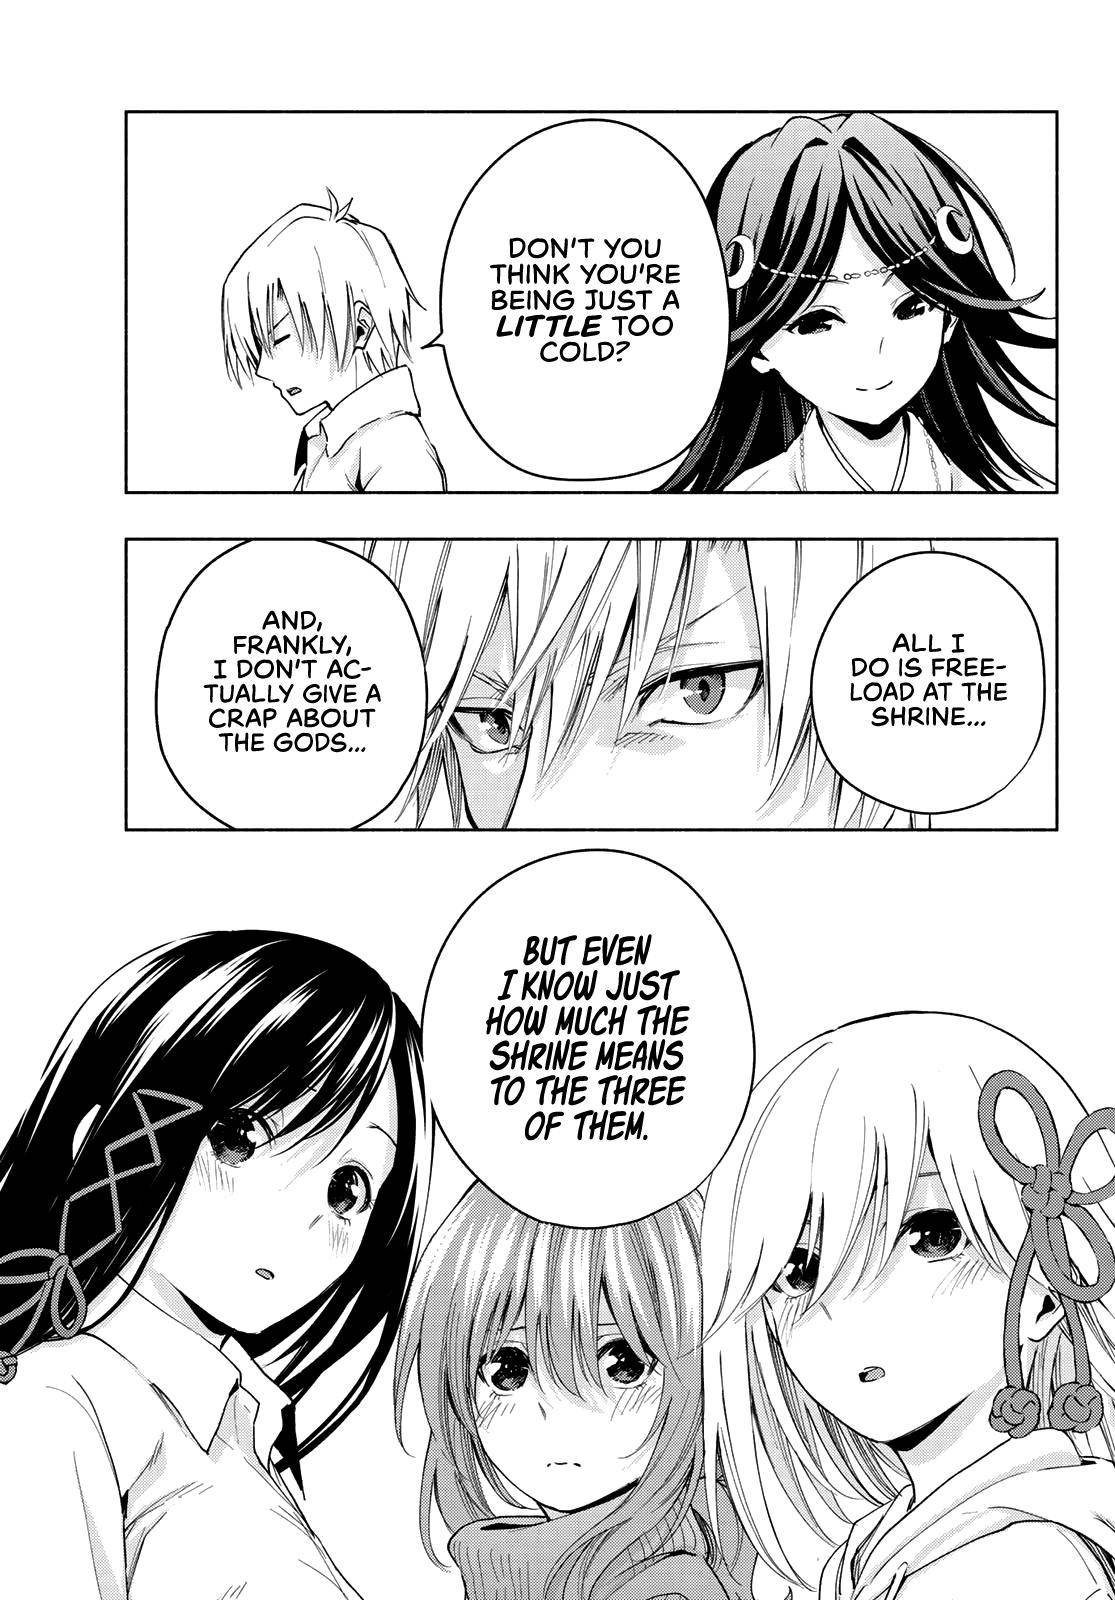 DON'T YOU
THINK YOU'RE
BEING JUST A
LITTLE TOO
COLD?
ALL I
DO IS FREE-
LOAD AT THE
SHRINE...
AND,
FRANKLY,
I DON'T AC-
TUALLY GIVE A
CRAP ABOUT
THE GODS...
BUT EVEN
I KNOW JUST
HOW MUCH THE
SHRINE MEANS
TO THE THREE
OF THEM.